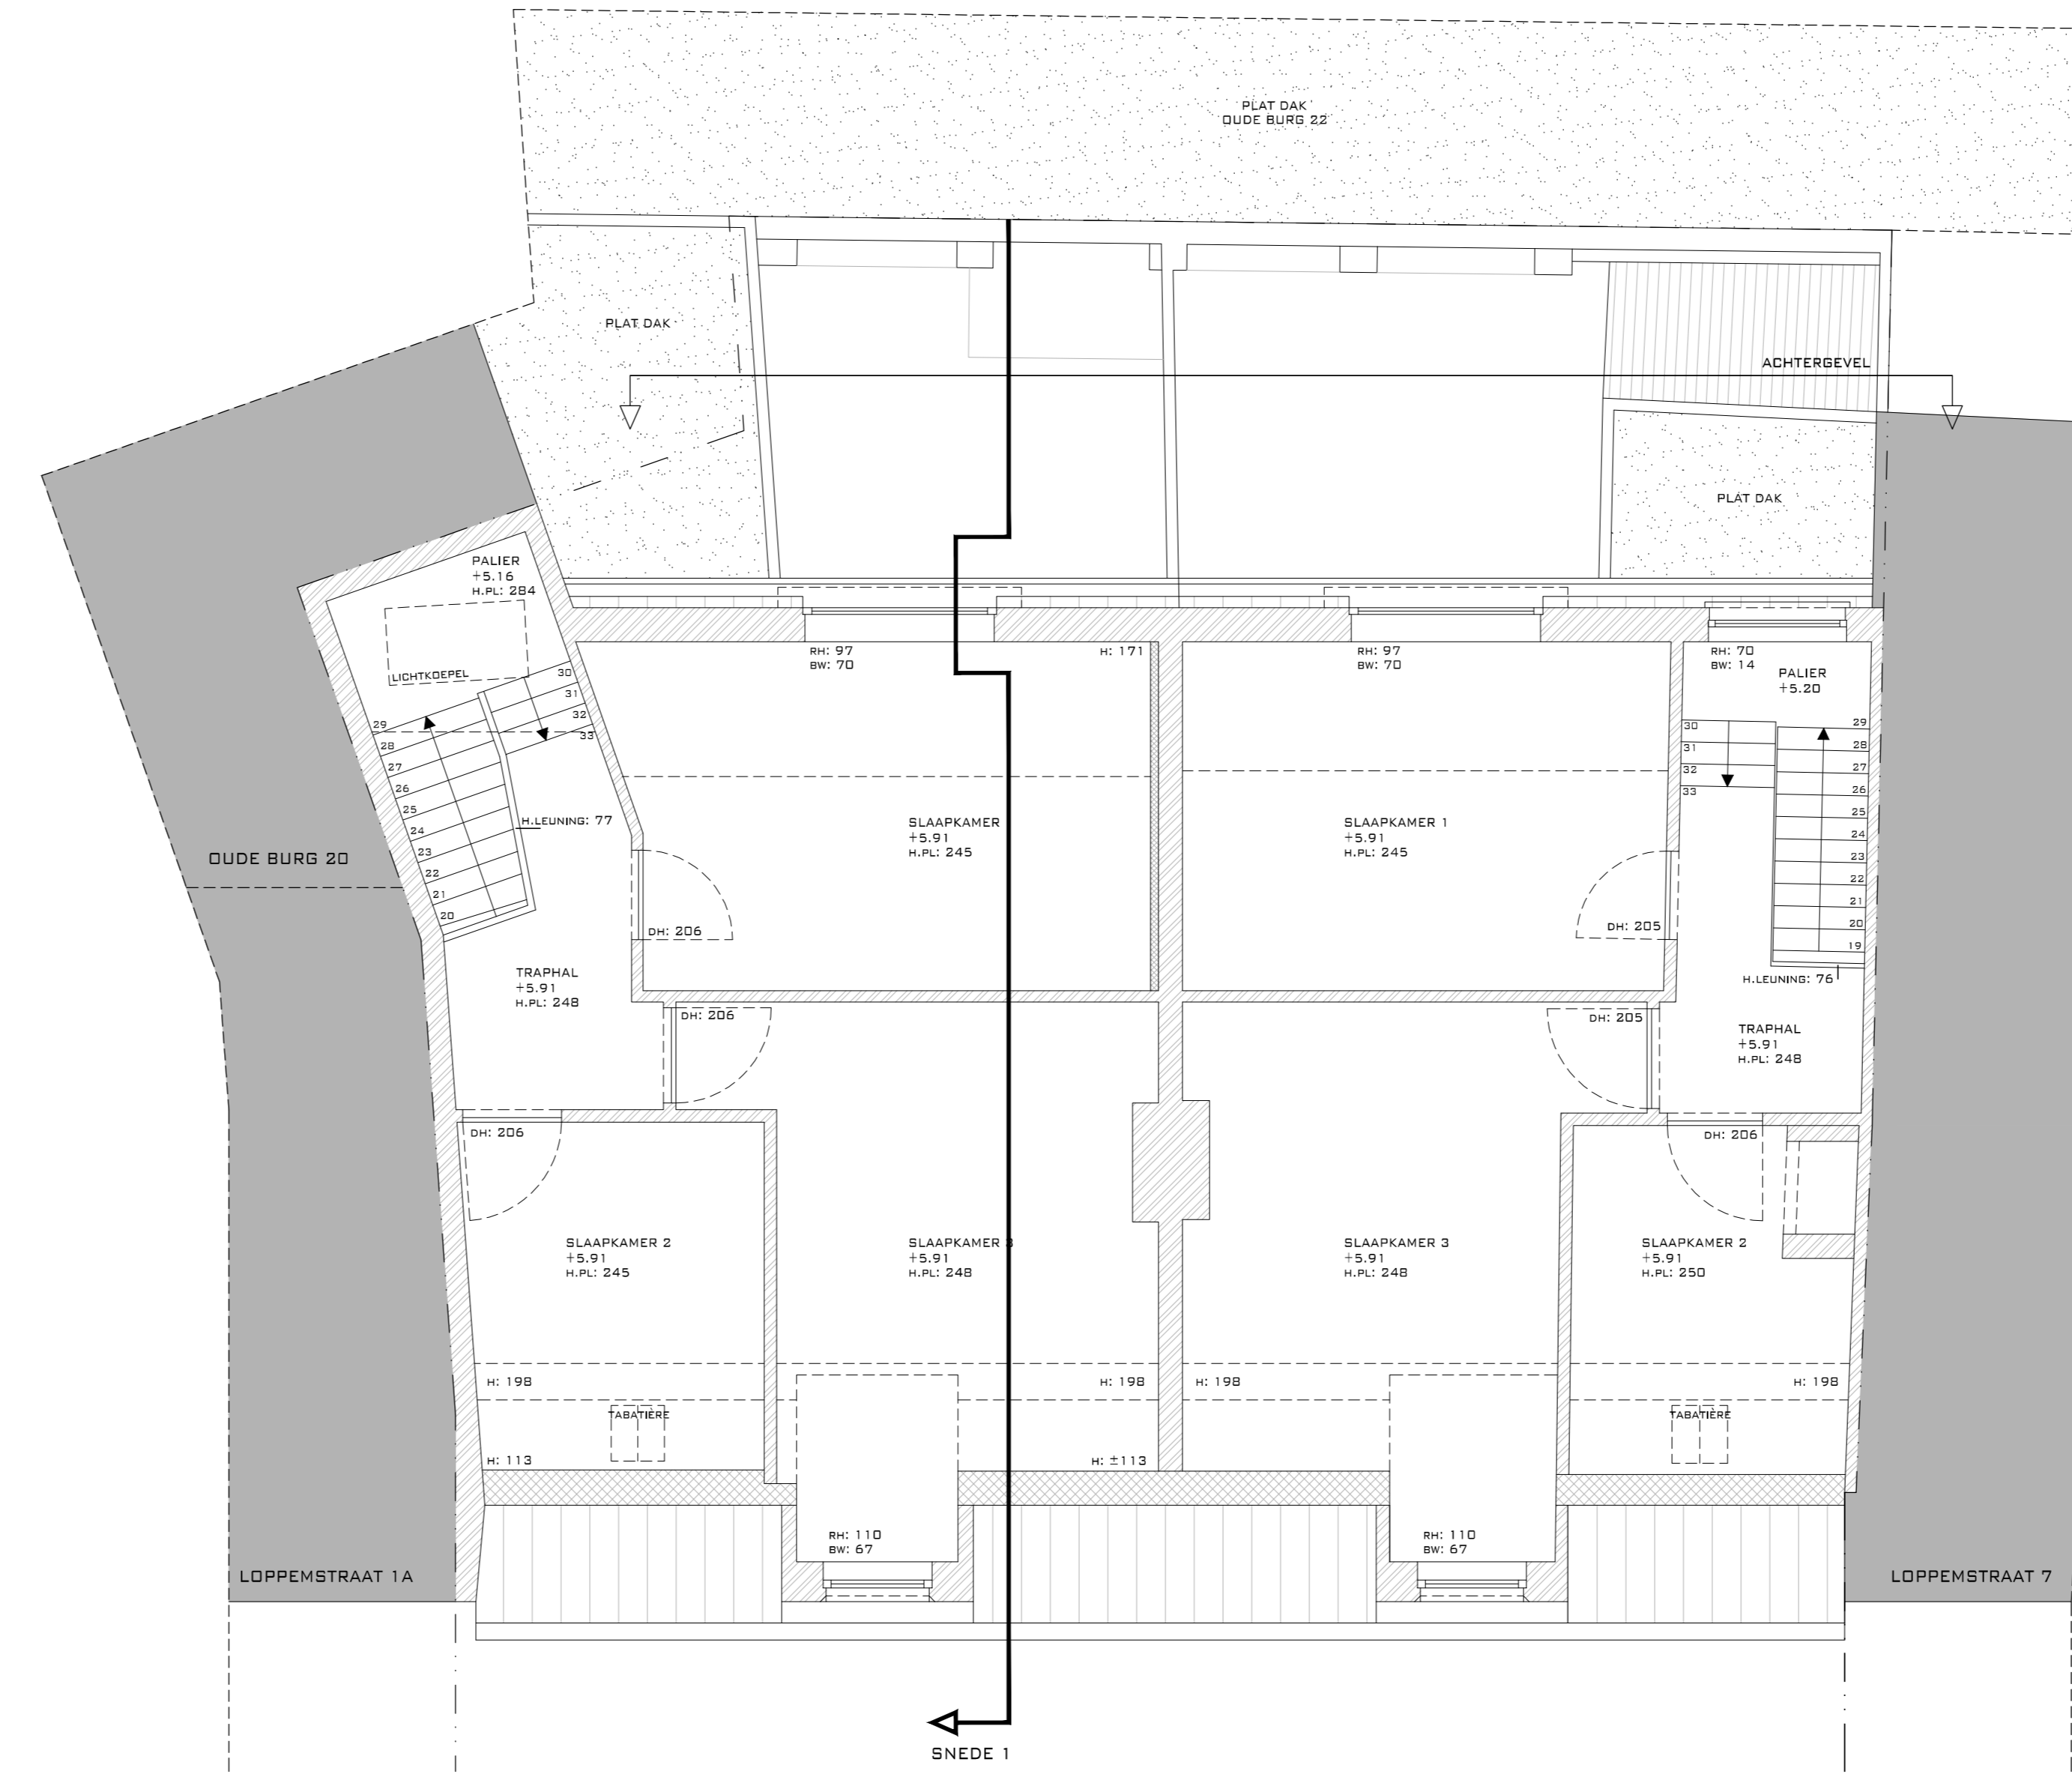 PLAT DAK
OUDE BURG 22
PLAT DAK
ACHTERGEVEL
PLAT DAK
PALIER
+5.16
H.PL: 284
LICHTKOEPEL
30
31
32
33
29
28
27
26
25
24
23
22
21
20
H.LEUNING: 77
OUDE BURG 20
RH: 97
BW: 70
H: 171
RH: 97
BW: 70
RH: 70
BW: 14
PALIER
+5.20
30
31
32
33
29
28
27
26
25
24
23
22
21
20
19
H.LEUNING: 76
SLAAPKAMER
+5.91
H.PL: 245
SLAAPKAMER 1
+5.91
H.PL: 245
DH: 206
DH: 205
TRAPHAL
+5.91
H.PL: 248
DH: 206
DH: 205
TRAPHAL
+5.91
H.PL: 248
DH: 206
DH: 206
SLAAPKAMER 2
+5.91
H.PL: 245
SLAAPKAMER 3
+5.91
H.PL: 248
SLAAPKAMER 3
+5.91
H.PL: 248
SLAAPKAMER 2
+5.91
H.PL: 250
H: 198
H: 198
H: 198
H: 198
TABATIÈRE
TABATIÈRE
H: 113
H: ±113
RH: 110
BW: 67
RH: 110
BW: 67
LOPPEMSTRAAT 1A
LOPPEMSTRAAT 7
SNEDE 1